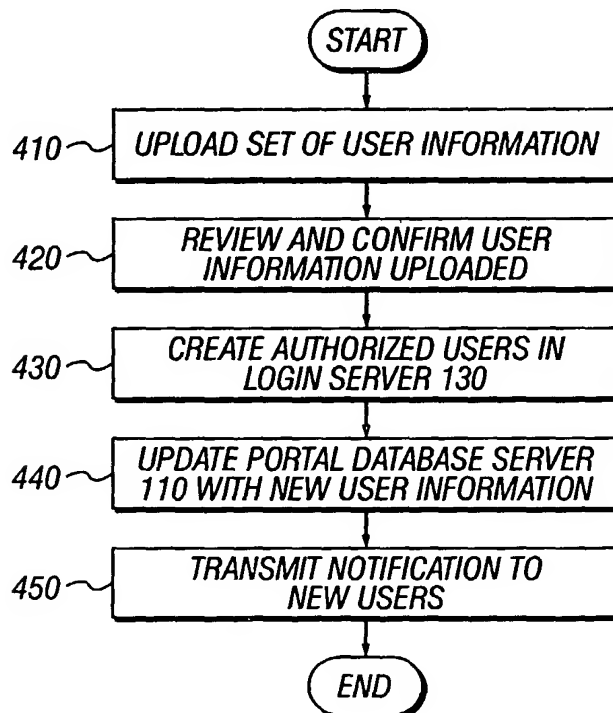 START
410
UPLOAD SET OF USER INFORMATION
420
REVIEW AND CONFIRM USER
INFORMATION UPLOADED
430
CREATE AUTHORIZED USERS IN
LOGIN SERVER 130
440
UPDATE PORTAL DATABASE SERVER
110 WITH NEW USER INFORMATION
450
TRANSMIT NOTIFICATION TO
NEW USERS
END